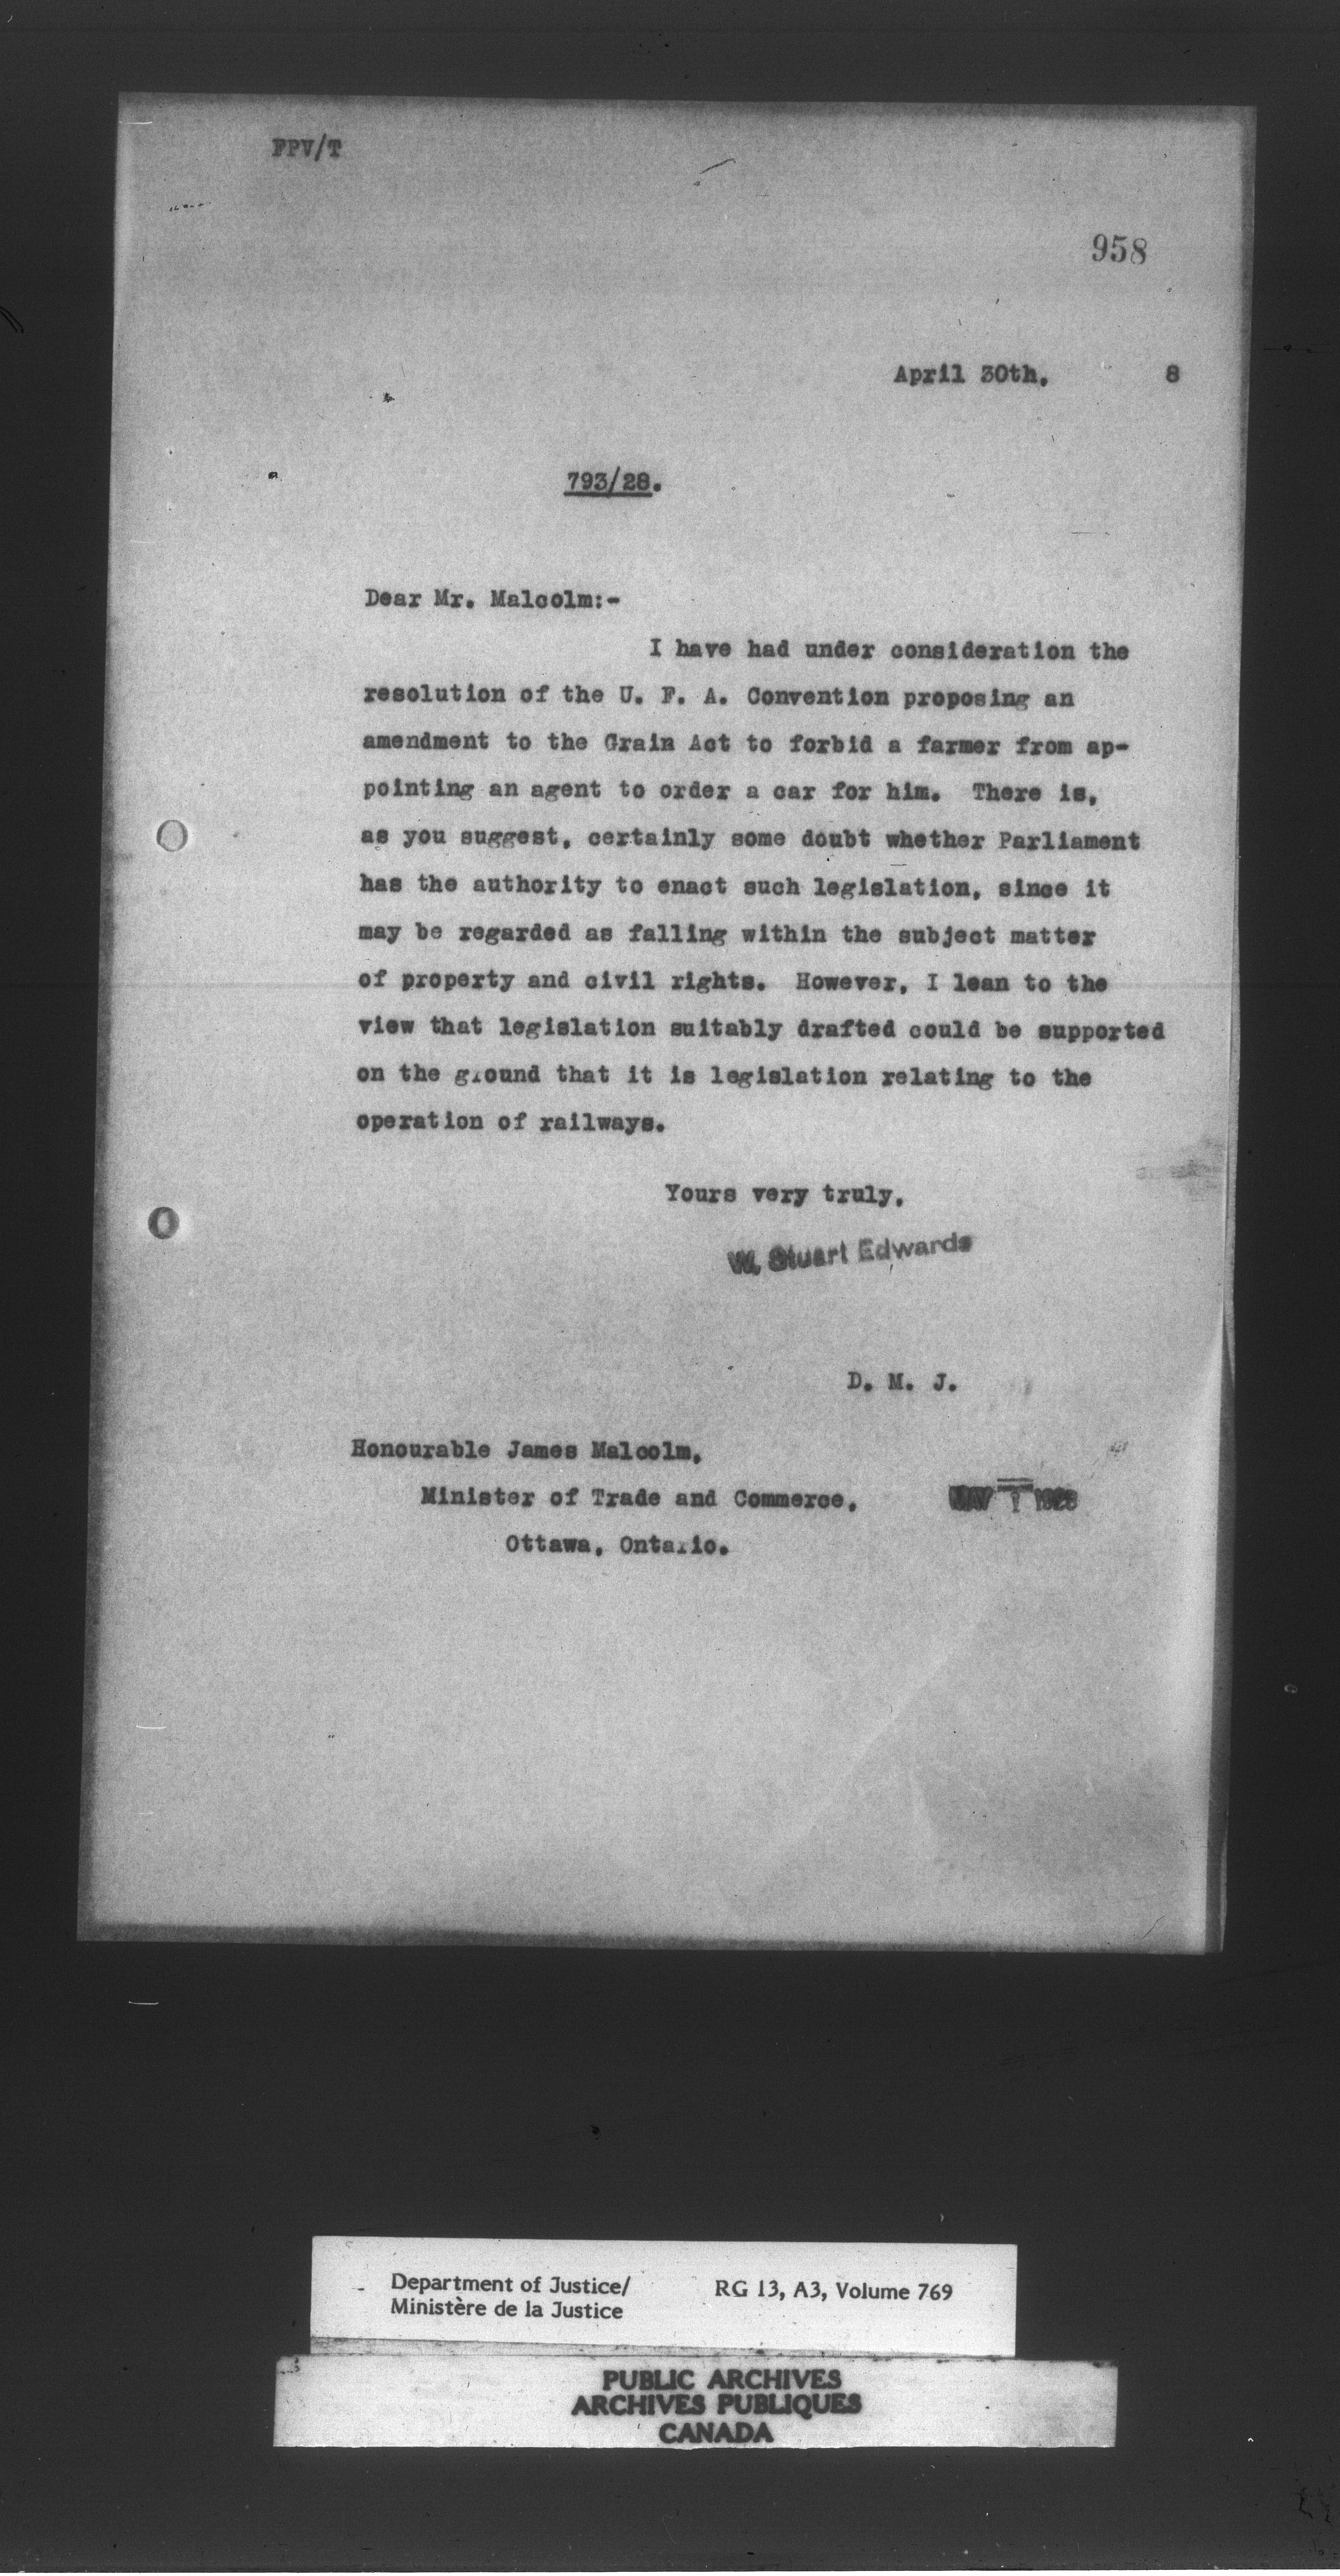 FPV/T
958
April 30th, 8
793/28.
Dear Mr. Malcolm:-
I have had under consideration the
resolution of the U. F. A. Convention proposing an
amendment to the Grain Act to forbid a farmer from ap-
pointing an agent to order a car for him. There is,
as you suggest, certainly some doubt whether Parliament
has the authority to enact such legislation, since it
may be regarded as falling within the subject matter
of property and civil rights. However, I lean to the
view that legislation suitably drafted could be supported
on the ground that it is legislation relating to the
operation of railways.
Yours very truly,
W. Stuart Edwards
D. M. J.
Honourable James Malcolm,
Minister of Trade and Commerce,
MAY 1 1928
Ottawa, Ontario.
Department of Justice/ RG 13, A3, Volume 769
Ministère de la Justice
PUBLIC ARCHIVES
ARCHIVES PUBLIQUES
CANADA